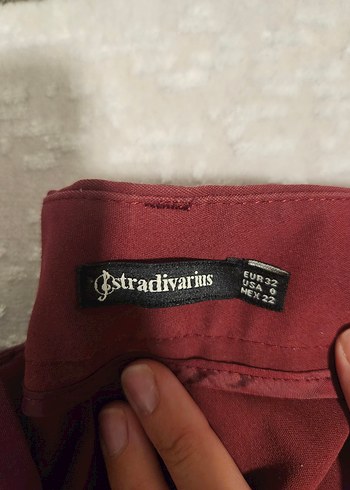 stradivarius
EUR 32
USA 0
MEX 22